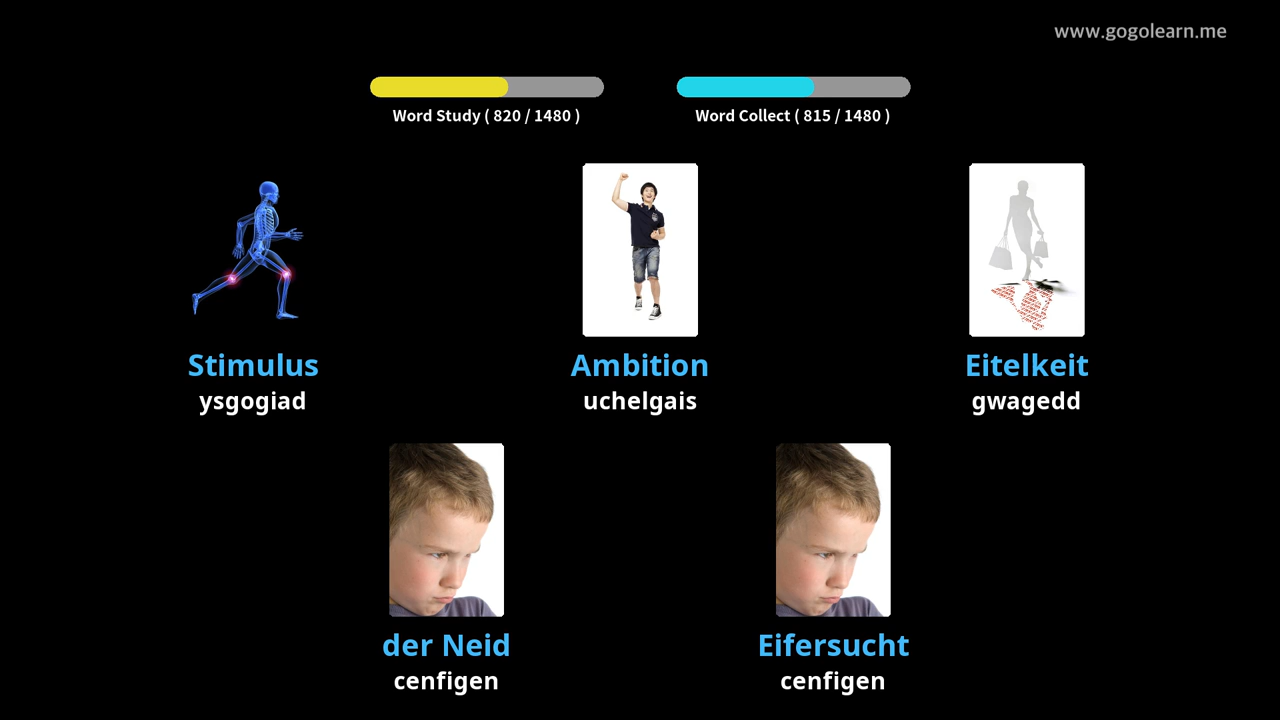 www.gogolearn.me
Word Study ( 820 / 1480 )
Word Collect ( 815 / 1480 )
Stimulus
ysgogiad
Ambition
uchelgais
Eitelkeit
gwagedd
der Neid
cenfigen
Eifersucht
cenfigen